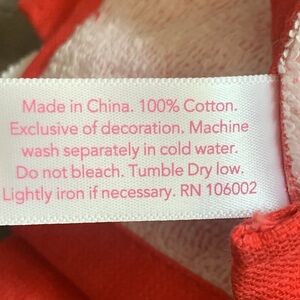 Made in China. 100% Cotton.
Exclusive of decoration. Machine
wash separately in cold water.
Do not bleach. Tumble Dry low.
Lightly iron if necessary. RN 106002